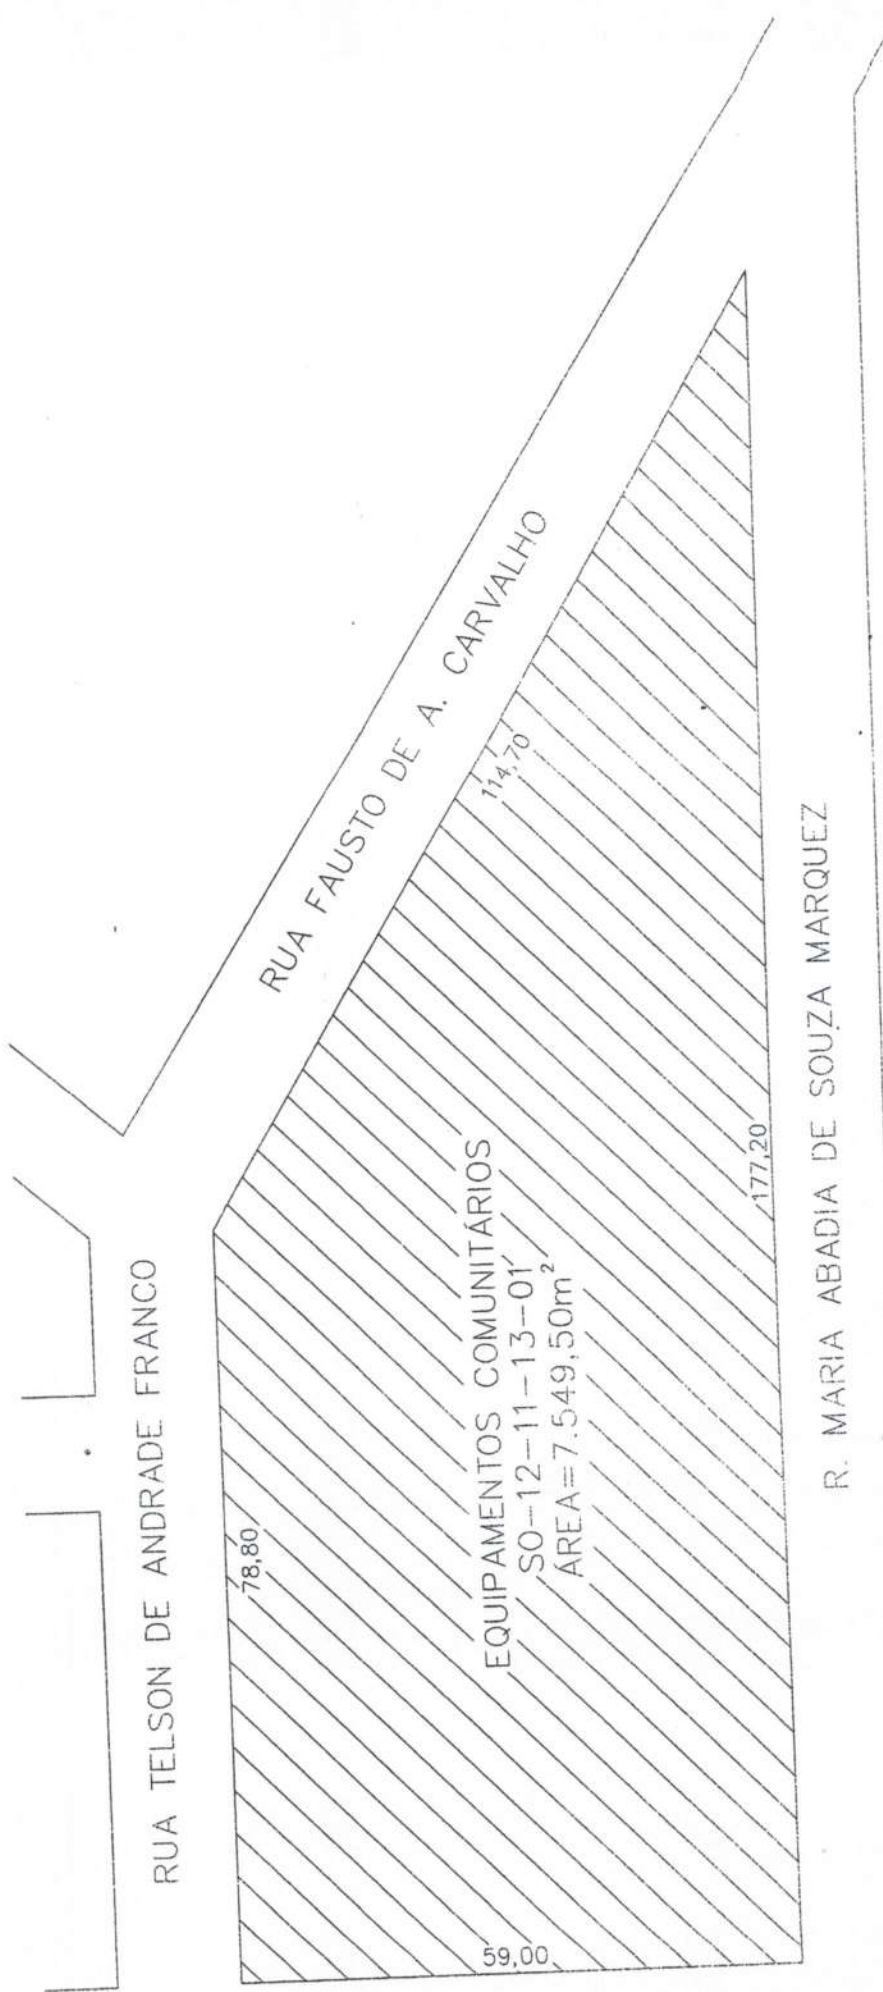 RUA TELSON DE ANDRADE FRANCO
RUA FAUSTO DE A. CARVALHO
78,80
114,70
EQUIPAMENTOS COMUNITÁRIOS
SO-12-11-13-01
ÁREA=7.549,50m²
59,00
177,20
R. MARIA ABADIA DE SOUZA MARQUEZ